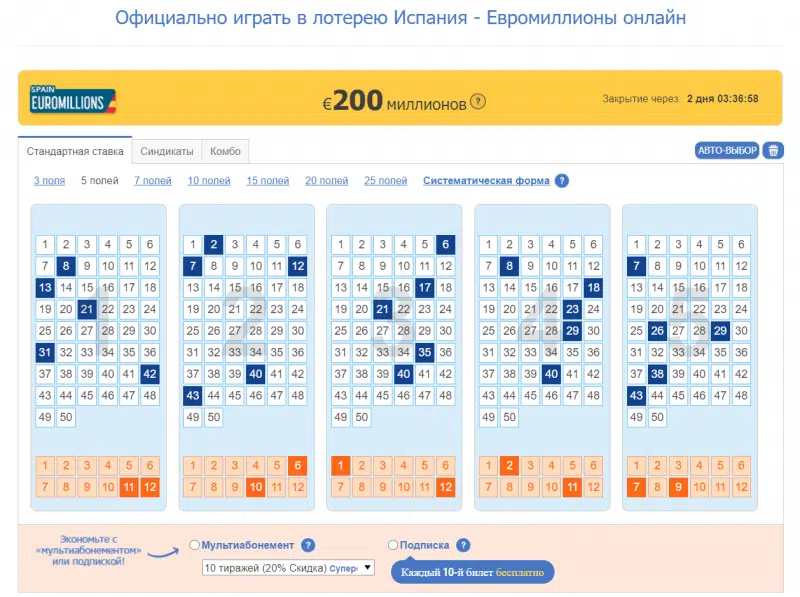 Официально играть в лотерею Испания - Евромиллионы онлайн
SPAIN
EUROMILLIONS
€200 миллионов ?
Закрытие через: 2 дня 03:36:58
Стандартная ставка Синдикаты Комбо
АВТО-ВЫБОР
3 поля 5 полей 7 полей 10 полей 15 полей 20 полей 25 полей Систематическая форма ?
1 2 3 4 5
1 2 3 4 5 6 1 2 3 4 5 6 1 2 3 4 5 6 1 2 3 4 5 6 1 2 3 4 5 6
7 8 9 10 11 12 7 8 9 10 11 12 7 8 9 10 11 12 7 8 9 10 11 12 7 8 9 10 11 12
13 14 15 16 17 18 13 14 15 16 17 18 13 14 15 16 17 18 13 14 15 16 17 18 13 14 15 16 17 18
19 20 21 22 23 24 19 20 21 22 23 24 19 20 21 22 23 24 19 20 21 22 23 24 19 20 21 22 23 24
25 26 27 28 29 30 25 26 27 28 29 30 25 26 27 28 29 30 25 26 27 28 29 30 25 26 27 28 29 30
31 32 33 34 35 36 31 32 33 34 35 36 31 32 33 34 35 36 31 32 33 34 35 36 31 32 33 34 35 36
37 38 39 40 41 42 37 38 39 40 41 42 37 38 39 40 41 42 37 38 39 40 41 42 37 38 39 40 41 42
43 44 45 46 47 48 43 44 45 46 47 48 43 44 45 46 47 48 43 44 45 46 47 48 43 44 45 46 47 48
49 50 49 50 49 50 49 50 49 50
1 2 3 4 5 6 1 2 3 4 5 6 1 2 3 4 5 6 1 2 3 4 5 6 1 2 3 4 5 6
7 8 9 10 11 12 7 8 9 10 11 12 7 8 9 10 11 12 7 8 9 10 11 12 7 8 9 10 11 12
Экономьте с
«мультиабонементом»
или подпиской!
Мультиабонемент ?
10 тиражей (20% Скидка) Супер
Подписка ?
Каждый 10-й билет бесплатно